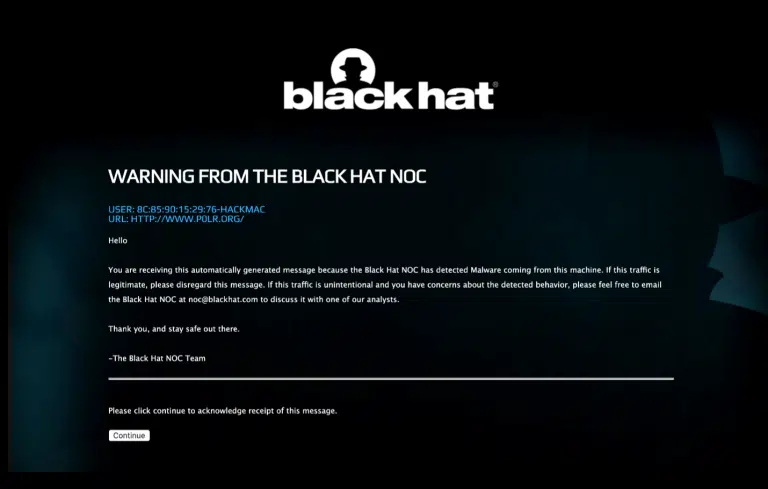 black hat®
WARNING FROM THE BLACK HAT NOC
USER: 8C:85:90:15:29:76-HACKMAC
URL: HTTP://WWW.P0LR.ORG/
Hello
You are receiving this automatically generated message because the Black Hat NOC has detected Malware coming from this machine. If this traffic is
legitimate, please disregard this message. If this traffic is unintentional and you have concerns about the detected behavior, please feel free to email
the Black Hat NOC at noc@blackhat.com to discuss it with one of our analysts.
Thank you, and stay safe out there.
-The Black Hat NOC Team
Please click continue to acknowledge receipt of this message.
Continue